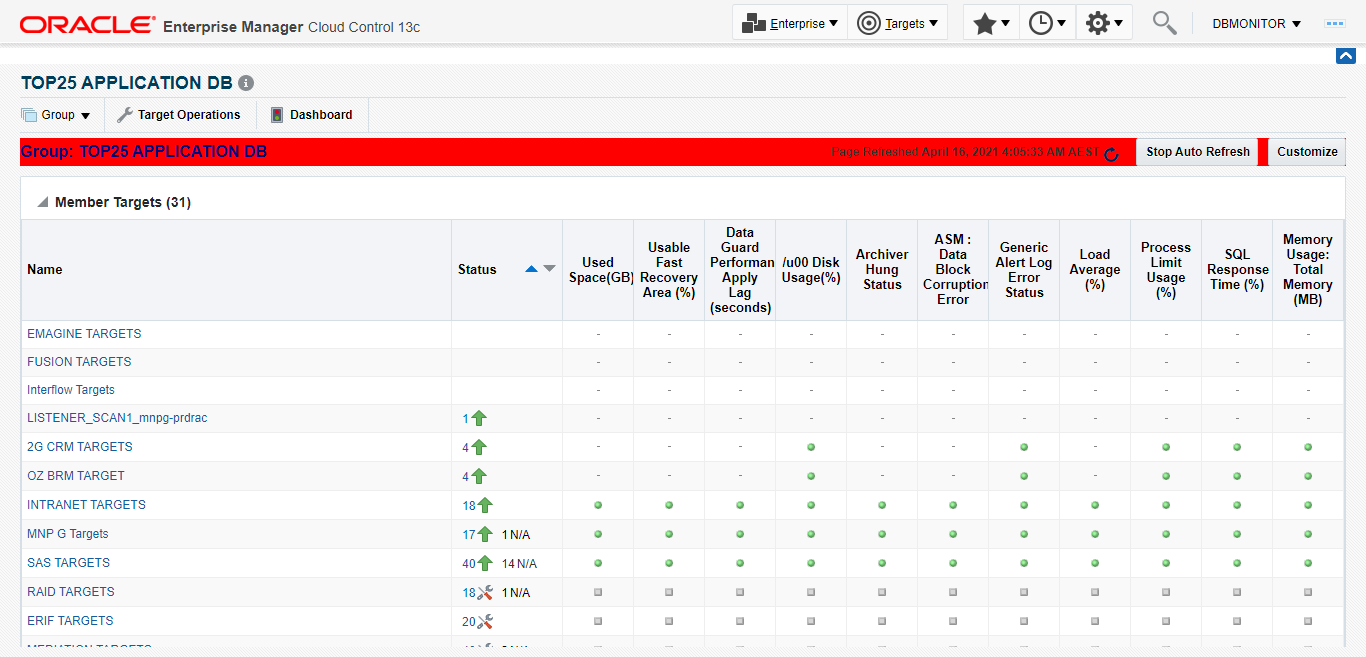 ORACLE Enterprise Manager Cloud Control 13c Enterprise Targets DBMONITOR
TOP25 APPLICATION DB
Group Target Operations Dashboard
Group: TOP25 APPLICATION DB Page Refreshed April 16, 2021 4:05:33 AM AEST Stop Auto Refresh Customize
Member Targets (31)
Name
Status
Used
Space(GB)
Usable
Fast
Recovery
Area (%)
Data
Guard
Performan
Apply
Lag
(seconds)
/u00 Disk
Usage(%)
Archiver
Hung
Status
ASM :
Data
Block
Corruption
Error
Generic
Alert Log
Error
Status
Load
Average
(%)
Process
Limit
Usage
(%)
SQL
Response
Time (%)
Memory
Usage:
Total
Memory
(MB)
EMAGINE TARGETS - - - - - - - - - - -
FUSION TARGETS - - - - - - - - - - -
Interflow Targets - - - - - - - - - - -
LISTENER_SCAN1_mnpg-prdrac 1 - - - - - - - - - - -
2G CRM TARGETS 4 - - - - - -
OZ BRM TARGET 4 - - - - - -
INTRANET TARGETS 18
MNP G Targets 17 1 N/A
SAS TARGETS 40 14 N/A
RAID TARGETS 18 1 N/A
ERIF TARGETS 20